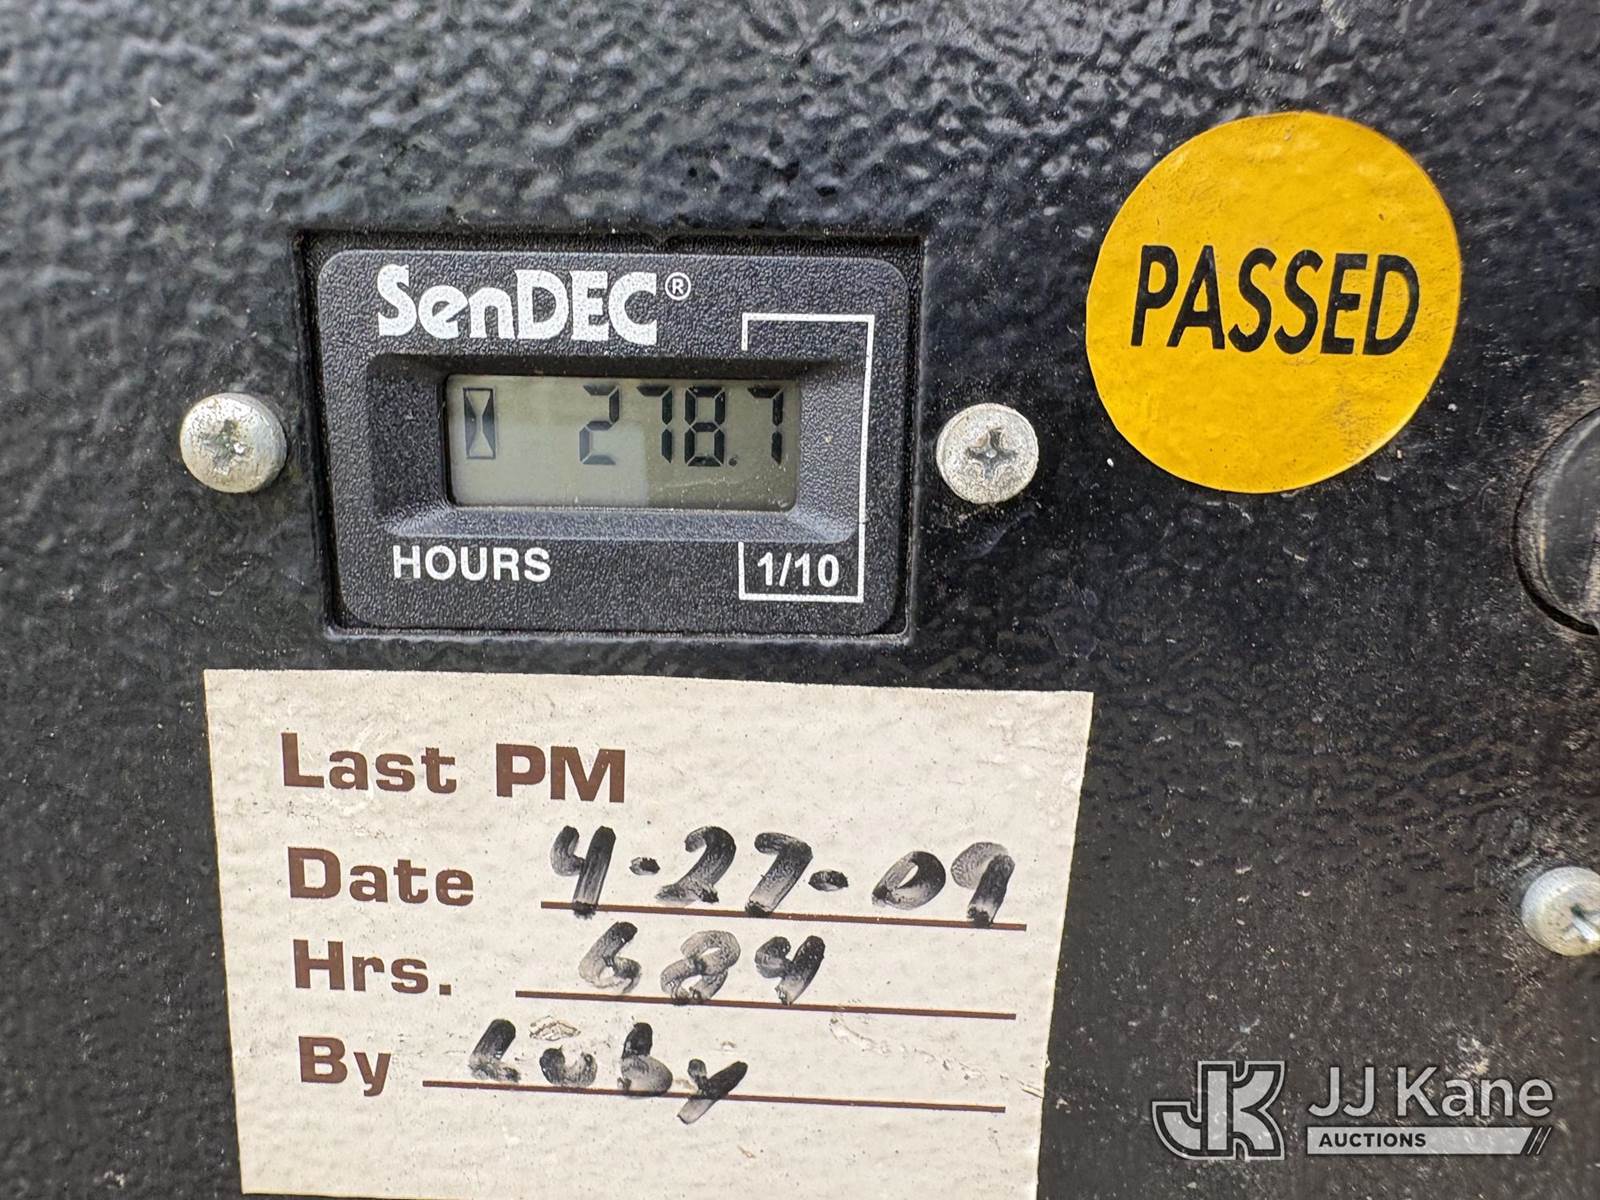 SenDEC®
278.7
HOURS
1/10
PASSED
Last PM
Date 4-27-09
Hrs. 684
By Loby
JK JJ Kane
AUCTIONS